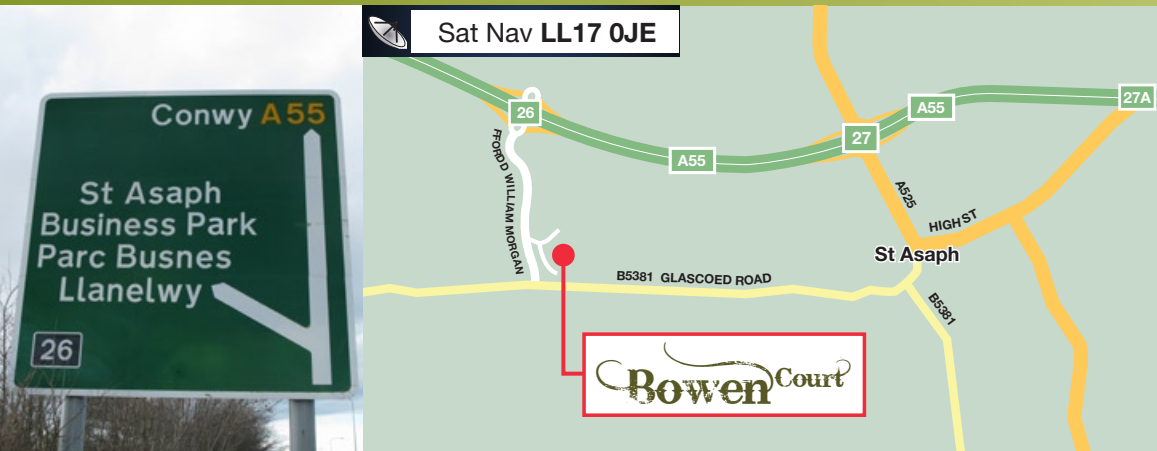 Conwy A55
St Asaph
Business Park
Parc Busnes
Llanelwy
26
Sat Nav LL17 0JE
26
A55
27
A55
27A
FFORDD WILLIAM MORGAN
A525
HIGH ST
St Asaph
B5381 GLASCOED ROAD
B5381
Bowen Court